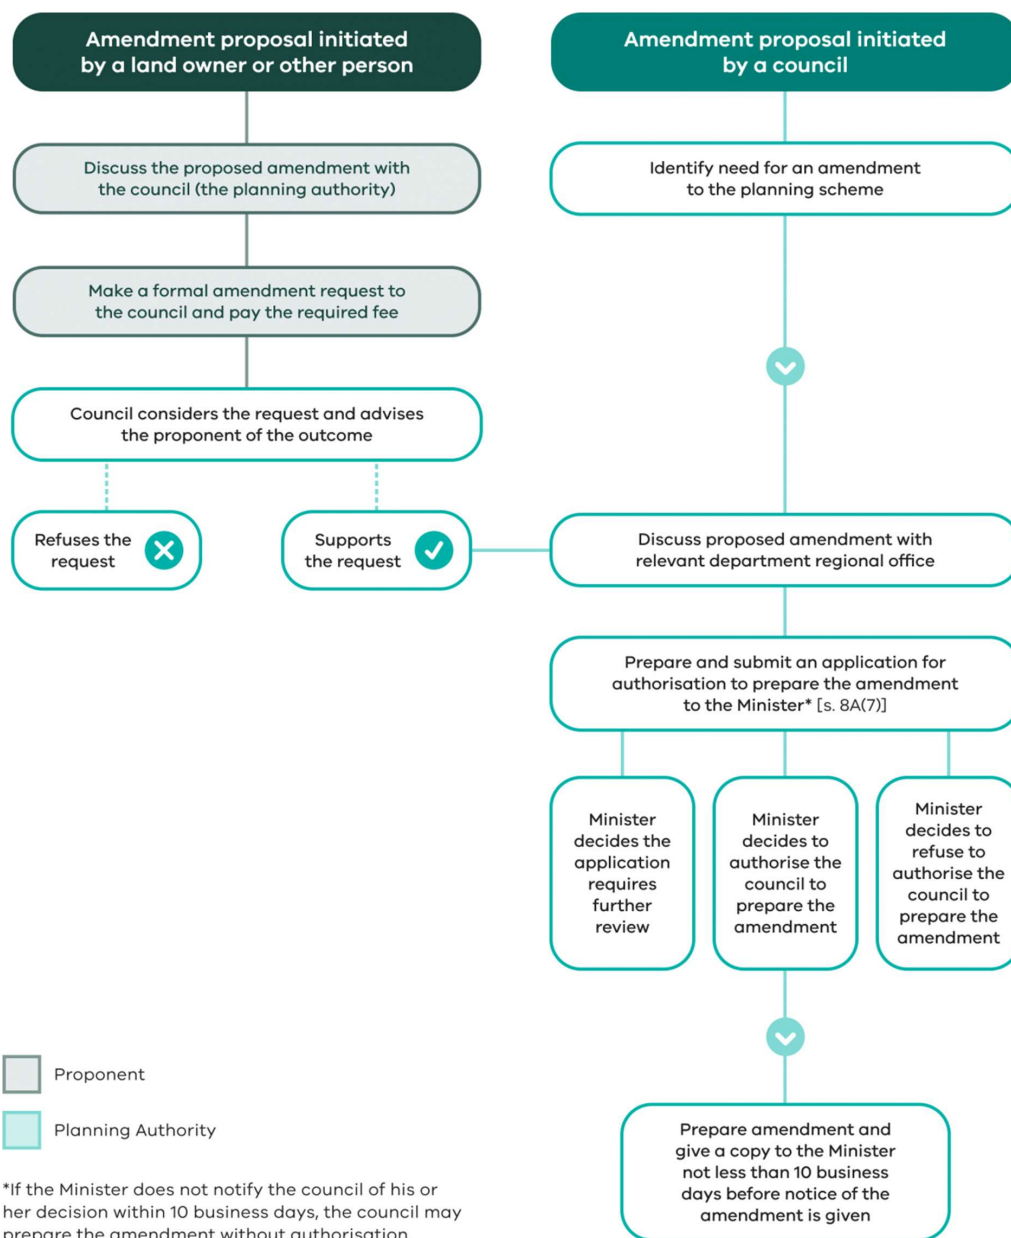 Amendment proposal initiated
by a land owner or other person
Discuss the proposed amendment with
the council (the planning authority)
Make a formal amendment request to
the council and pay the required fee
Council considers the request and advises
the proponent of the outcome
Refuses the
request
Supports
the request
Amendment proposal initiated
by a council
Identify need for an amendment
to the planning scheme
Discuss proposed amendment with
relevant department regional office
Prepare and submit an application for
authorisation to prepare the amendment
to the Minister* [s. 8A(7)]
Minister
decides the
application
requires
further
review
Minister
decides to
authorise the
council to
prepare the
amendment
Minister
decides to
refuse to
authorise the
council to
prepare the
amendment
Prepare amendment and
give a copy to the Minister
not less than 10 business
days before notice of the
amendment is given
Proponent
Planning Authority
*If the Minister does not notify the council of his or
her decision within 10 business days, the council may
prepare the amendment without authorisation